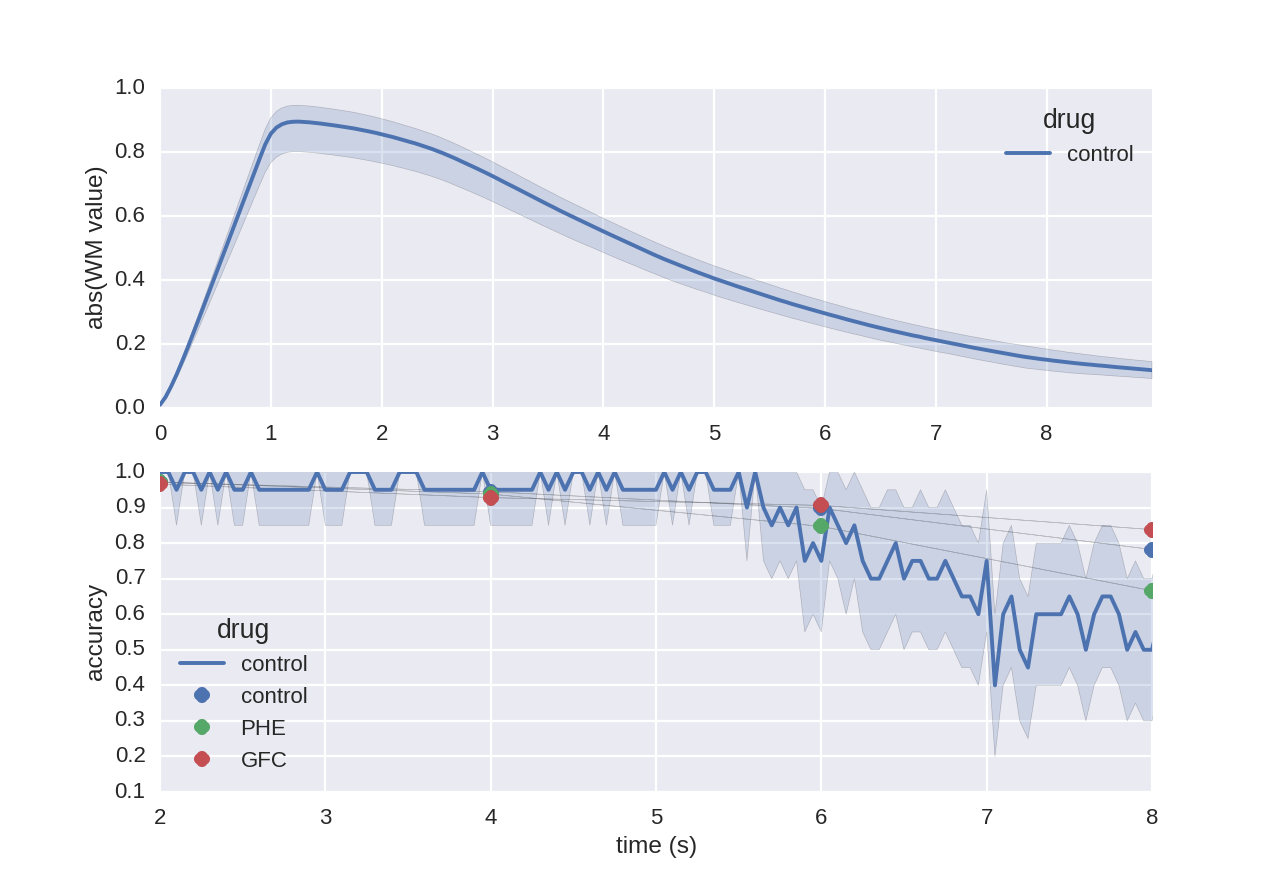 1.0
0.8
0.6
0.4
0.2
0.0
abs(WM value)
drug
control
0 1 2 3 4 5 6 7 8
1.0
0.9
0.8
0.7
0.6
0.5
0.4
0.3
0.2
0.1
accuracy
drug
control
control
PHE
GFC
2 3 4 5 6 7 8
time (s)